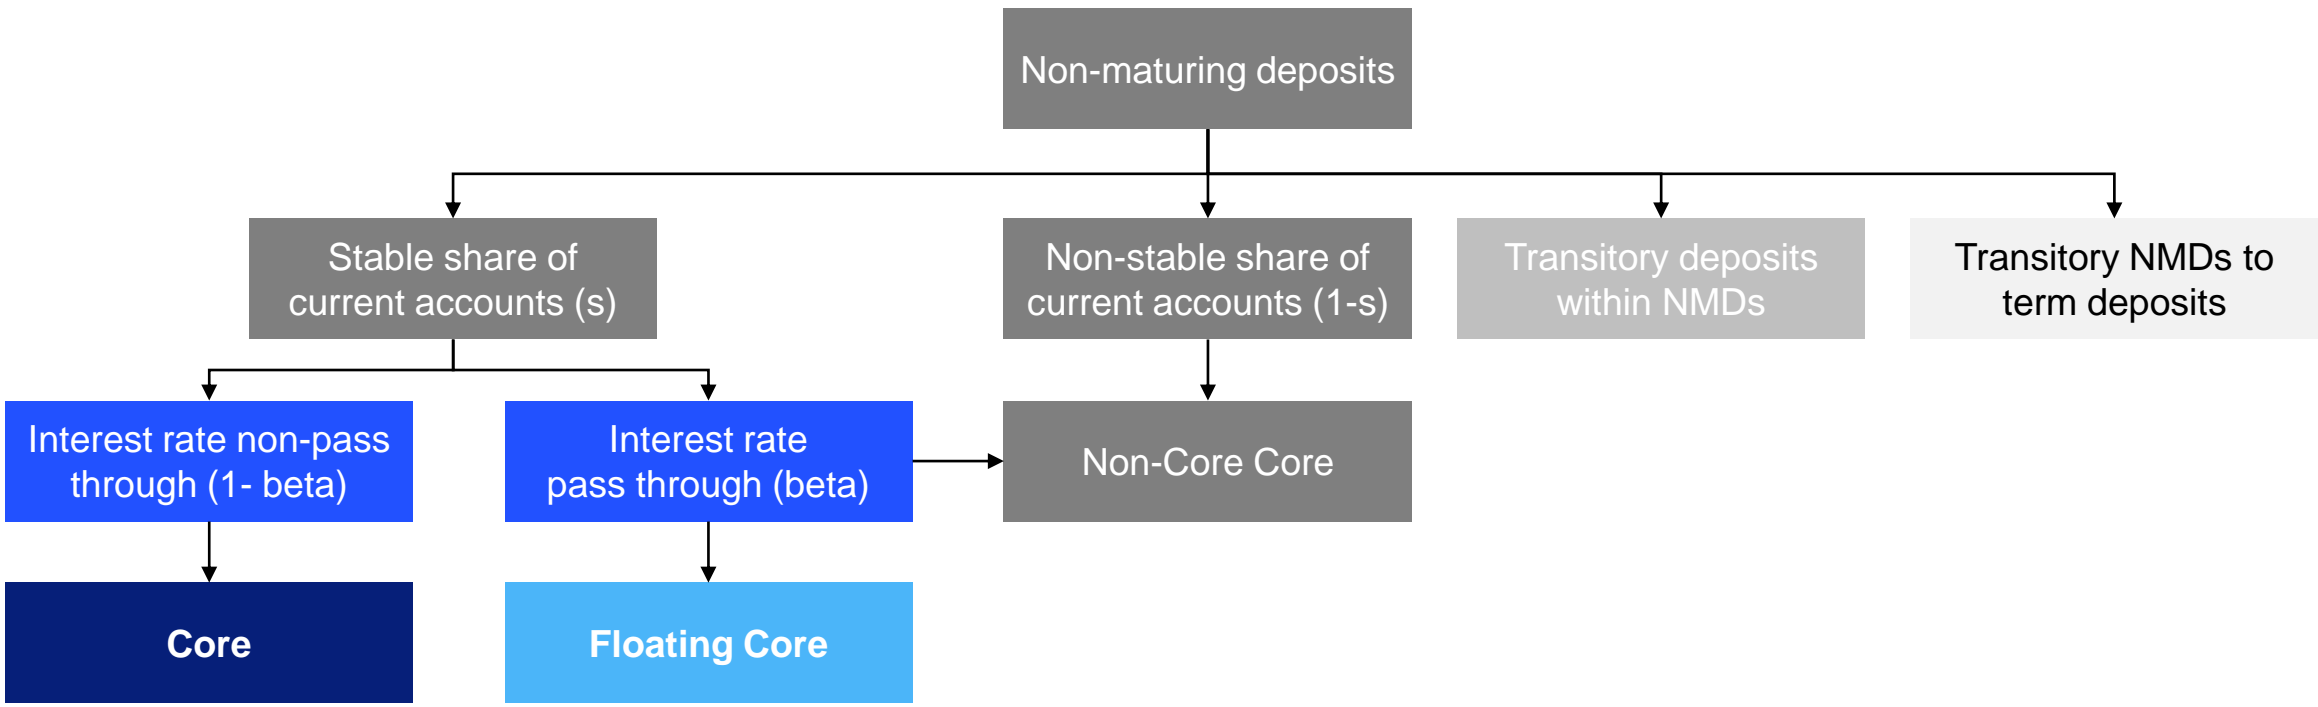 Non-maturing deposits
Stable share of
current accounts (s)
Non-stable share of
current accounts (1-s)
Transitory deposits
within NMDs
Transitory NMDs to
term deposits
Interest rate non-pass
through (1- beta)
Interest rate
pass through (beta)
Non-Core Core
Core
Floating Core